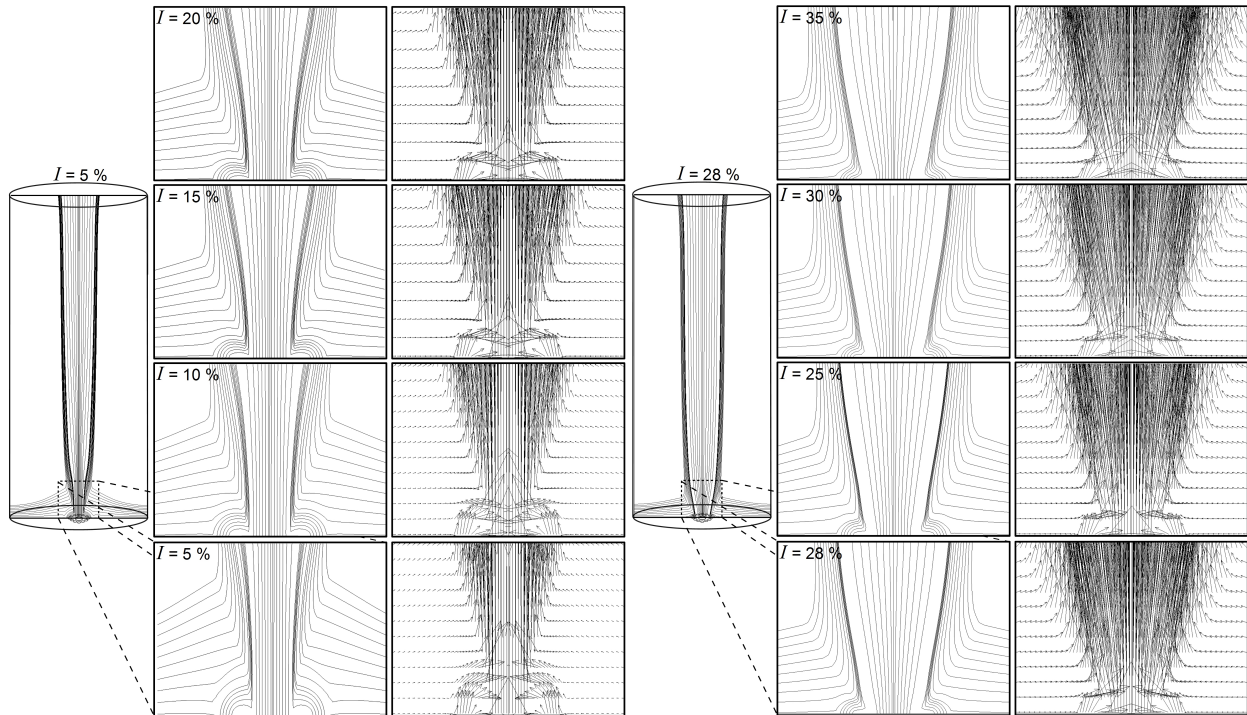 I = 20 %
I = 35 %
I = 5 %
I = 15 %
I = 28 %
I = 30 %
I = 10 %
I = 25 %
I = 5 %
I = 28 %